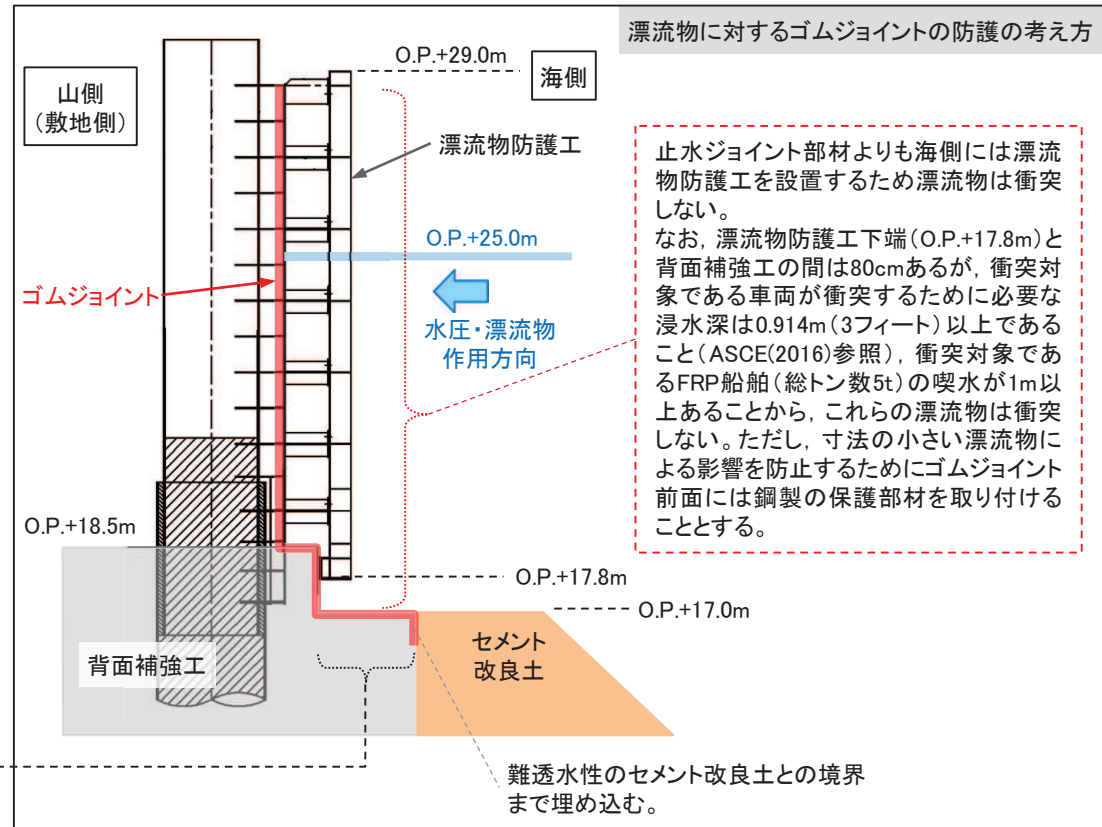 漂流物に対するゴムジョイントの防護の考え方
O.P.+29.0m
海側
山側
(敷地側)
漂流物防護工
O.P.+25.0m
ゴムジョイント
水圧・漂流物
作用方向
止水ジョイント部材よりも海側には漂流
物防護工を設置するため漂流物は衝突
しない。
なお,漂流物防護工下端(O.P.+17.8m)と
背面補強工の間は80cmあるが,衝突対
象である車両が衝突するために必要な
浸水深は0.914m(3フィート)以上である
こと(ASCE(2016)参照),衝突対象であ
るFRP船舶(総トン数5t)の喫水が1m以
上あることから,これらの漂流物は衝突
しない。ただし,寸法の小さい漂流物に
よる影響を防止するためにゴムジョイント
前面には鋼製の保護部材を取り付ける
こととする。
O.P.+18.5m
O.P.+17.8m
O.P.+17.0m
セメント
改良土
背面補強工
難透水性のセメント改良土との境界
まで埋め込む。